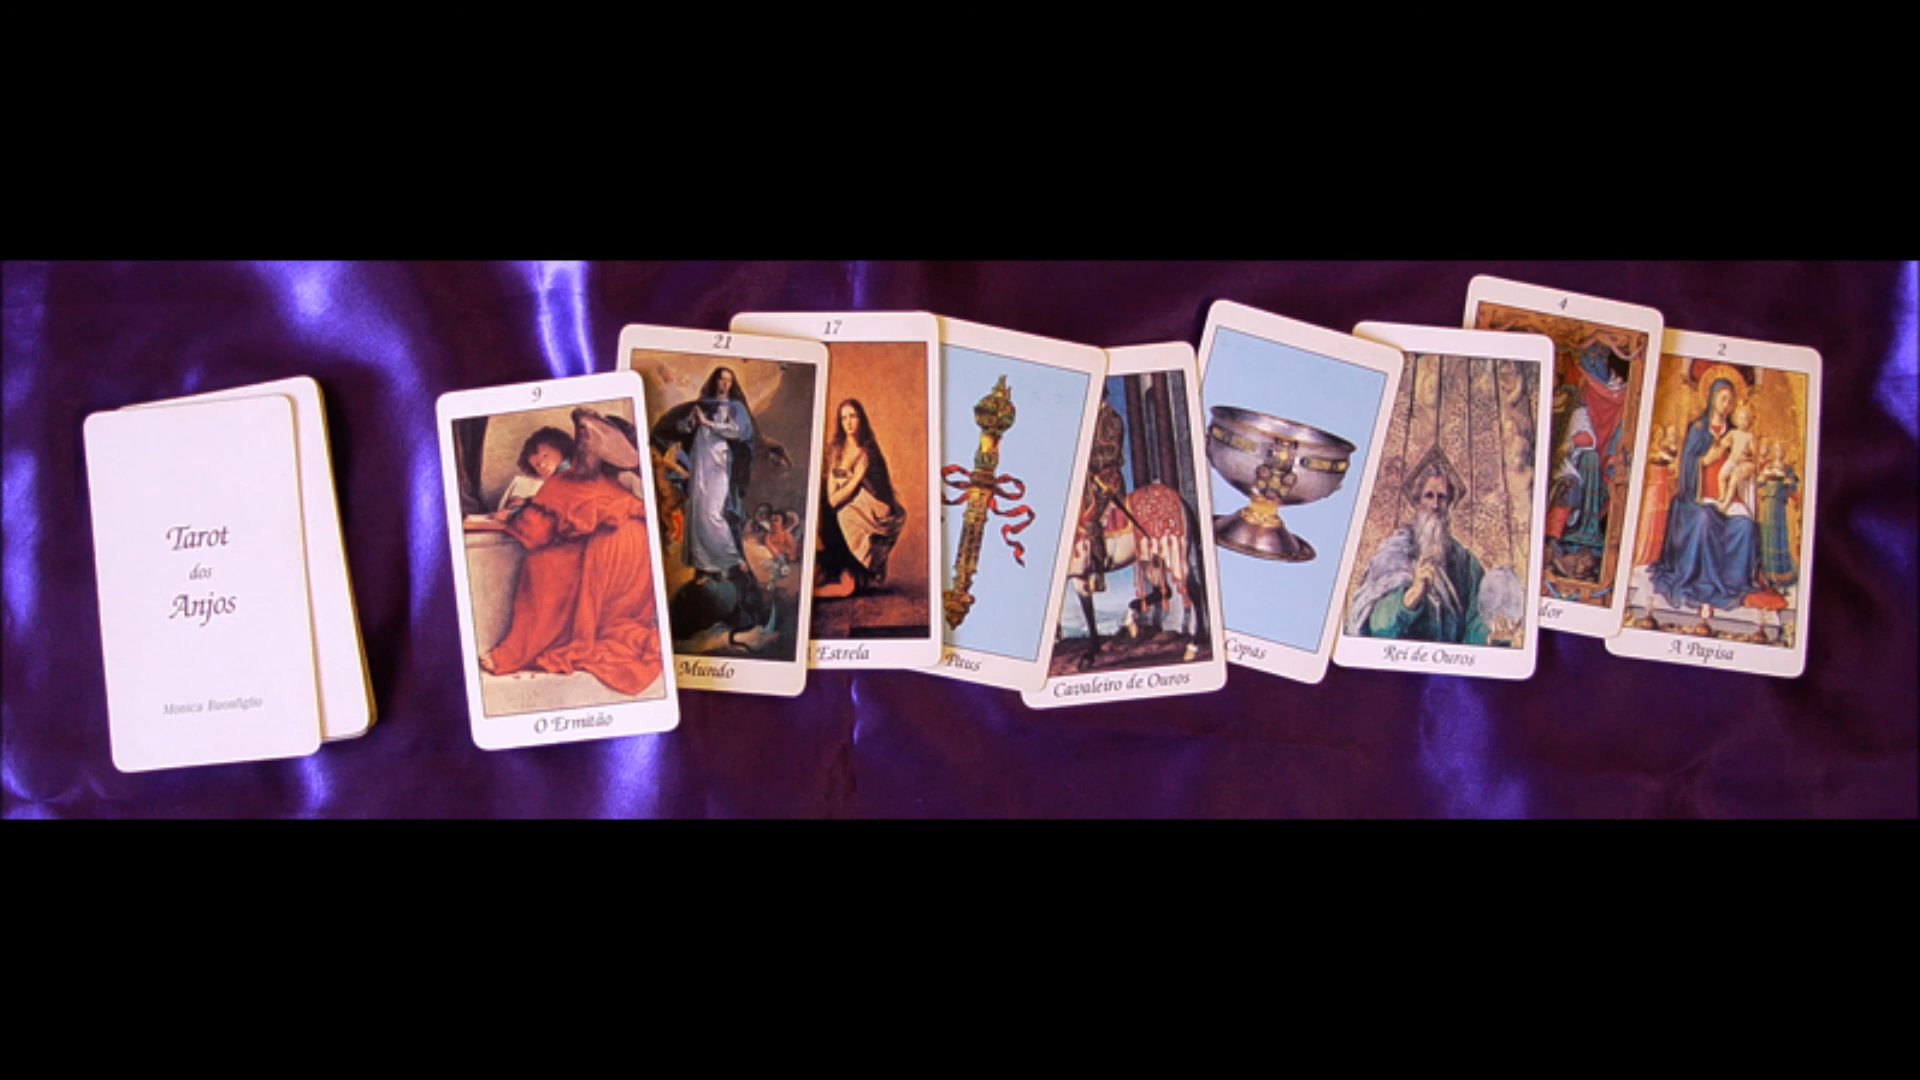 Tarot
dos
Anjos
Monica Buonfiglio
9
O Ermitão
21
Mundo
17
Estrela
Paus
Cavaleiro de Ouros
Copas
Rei de Ouros
4
dor
2
A Papisa